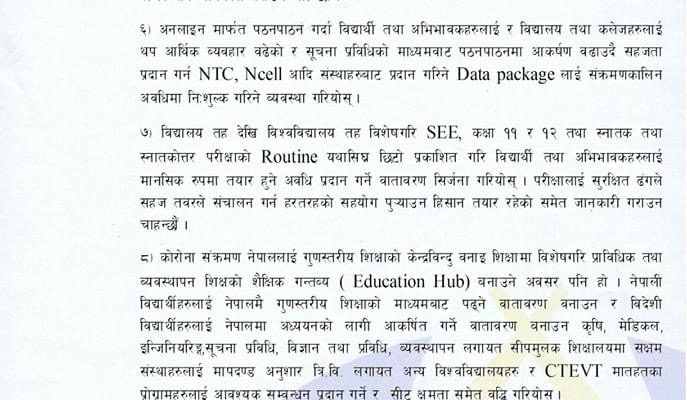 ६) अनलाइन मार्फत पठनपाठन गर्दा विद्यार्थी तथा अभिभावकहरुलाई र विद्यालय तथा कलेजहरुलाई
थप आर्थिक व्यवहार वढेको र सूचना प्रविधिको माध्यमवाट पठनपाठनमा आकर्षण वढाउदै सहजता
प्रदान गर्न NTC, Ncell आदि संस्थाहरुबाट प्रदान गरिने Data package लाई संक्रमणकालिन
अवधिमा नि:शुल्क गरिने व्यवस्था गरियोस् ।
७) विद्यालय तह देखि विश्वविद्यालय तह विशेषगरि SEE, कक्षा ११ र १२ तथा स्नातक तथा
स्नातकोत्तर परीक्षाको Routine यथासिघ्र छिटो प्रकाशित गरि विद्यार्थी तथा अभिभावकहरुलाई
मानसिक रुपमा तयार हुने अवधि प्रदान गर्ने वातावरण सिर्जना गरियोस् । परीक्षालाई सुरक्षित ढंगले
सहज तवरले संचालन गर्न हरतरहको सहयोग पुऱ्याउन हिसान तयार रहेको समेत जानकारी गराउन
चाहन्छौं ।
८) कोरोना संक्रमण नेपाललाई गुणस्तरीय शिक्षाको केन्द्रविन्दु वनाइ शिक्षामा विशेषगरि प्राविधिक तथा
ब्यवस्थापन शिक्षको शैक्षिक गन्तब्य ( Education Hub) बनाउने अवसर पनि हो । नेपाली
विद्यार्थीहरुलाई नेपालमै गुणस्तरीय शिक्षाको माध्यमबाट पढ्ने वातावरण बनाउन र विदेशी
विद्यार्थीहरुलाई नेपालमा अध्ययनको लागी आकर्षित गर्ने वातावरण बनाउन कृषि, मेडिकल,
इन्जिनियरिङ्ग,सूचना प्रविधि, विज्ञान तथा प्रविधि, व्यवस्थापन लगायत सीपमुलक शिक्षालयमा सक्षम
संस्थाहरुलाई मापदण्ड अनुशार त्रि.वि. लगायत अन्य विश्वविद्यालयहरु र CTEVT मातहतका
प्रोग्रामहरुलाई आवश्यक सम्वन्धन प्रदान गर्ने र सीट क्षमता समेत वृद्धि गरियोस् ।